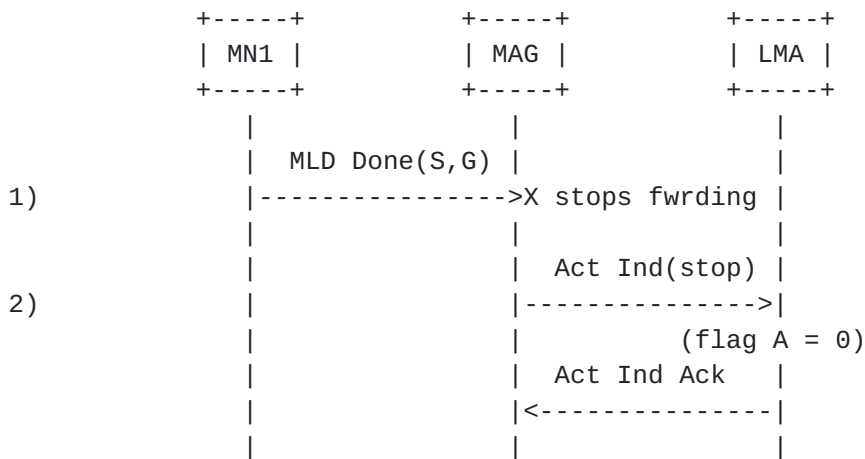 MN1 MAG LMA
MLD Done(S,G)
1) X stops fwrding
Act Ind(stop)
2)
(flag A = 0)
Act Ind Ack